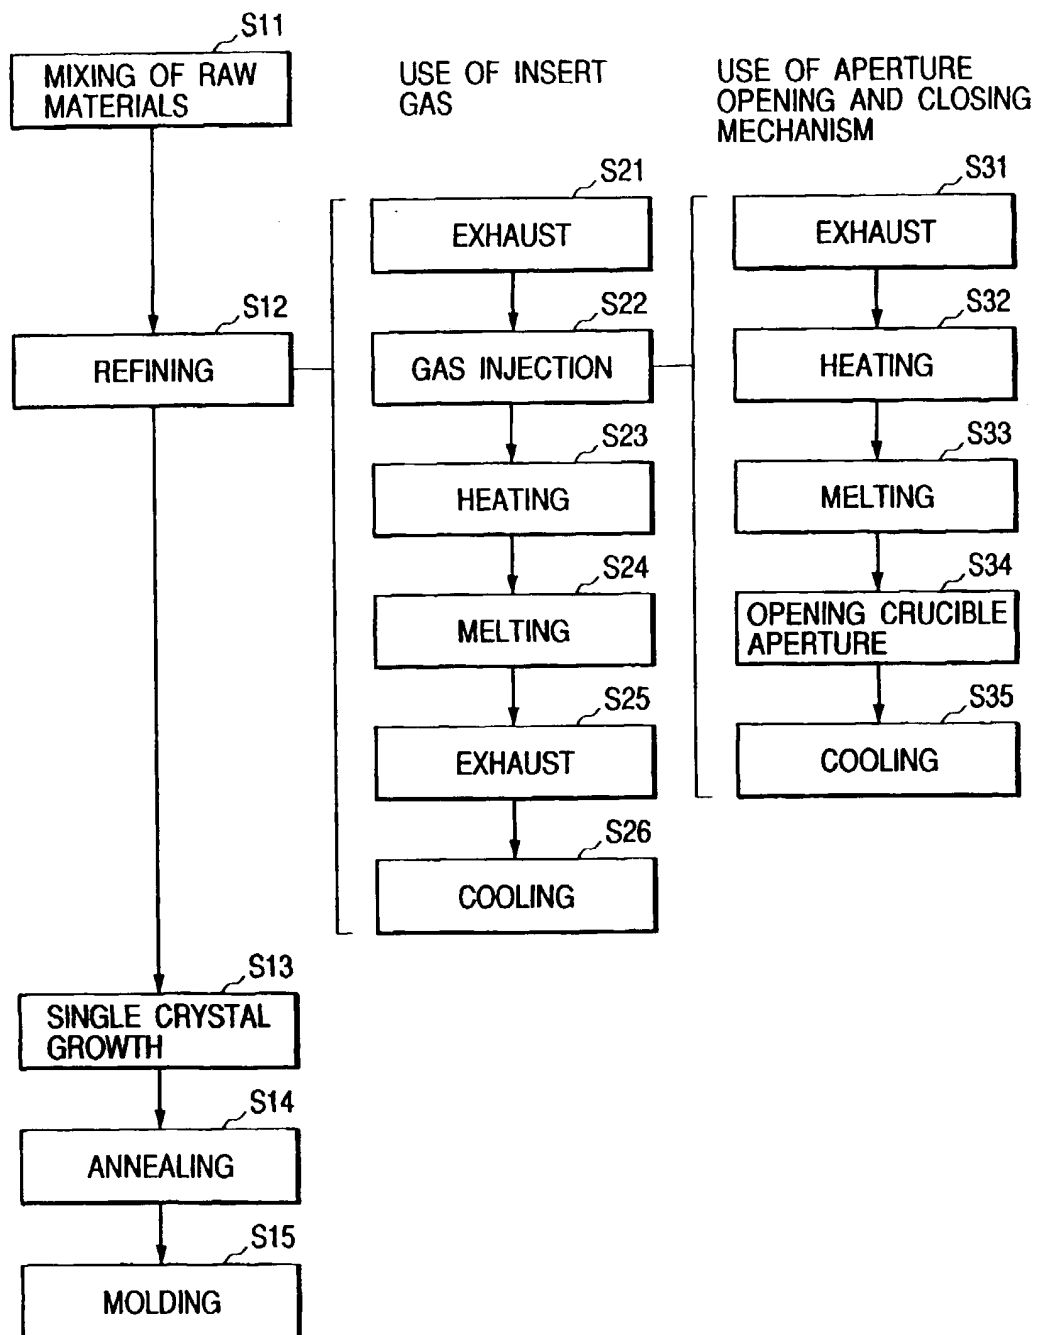 S11
MIXING OF RAW
MATERIALS
S12
REFINING
S13
SINGLE CRYSTAL
GROWTH
S14
ANNEALING
S15
MOLDING
USE OF INSERT
GAS
S21
EXHAUST
S22
GAS INJECTION
S23
HEATING
S24
MELTING
S25
EXHAUST
S26
COOLING
USE OF APERTURE
OPENING AND CLOSING
MECHANISM
S31
EXHAUST
S32
HEATING
S33
MELTING
S34
OPENING CRUCIBLE
APERTURE
S35
COOLING